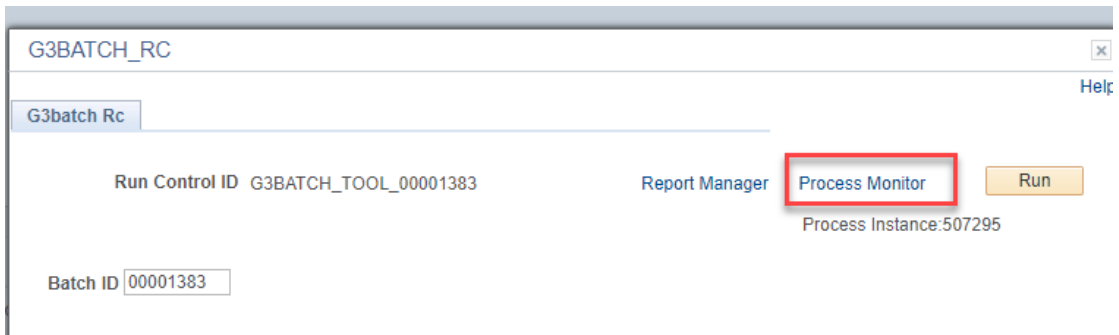 G3BATCH_RC
Help
G3batch Rc
Run Control ID G3BATCH_TOOL_00001383 Report Manager Process Monitor Run
Process Instance:507295
Batch ID 00001383